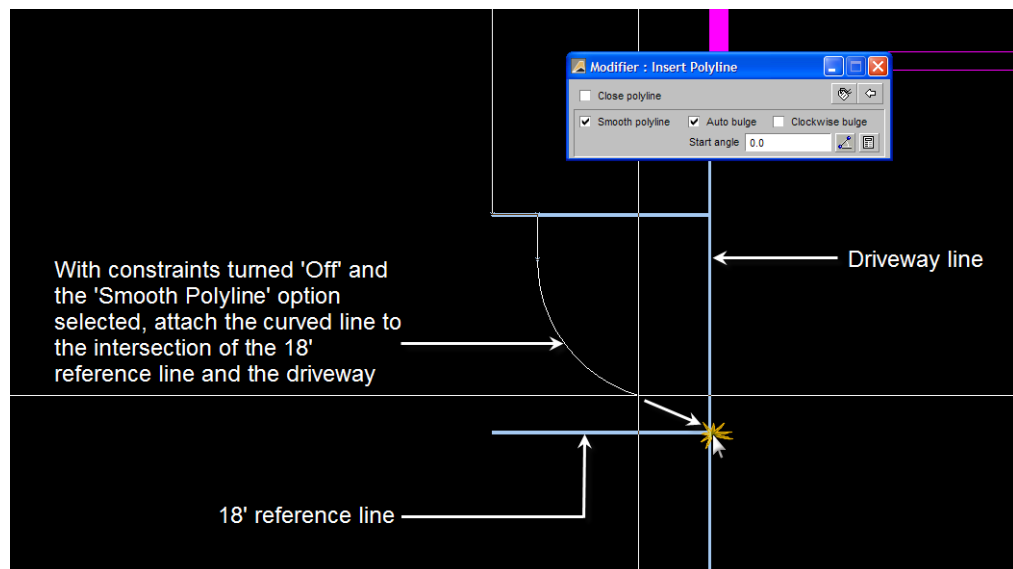 Modifier : Insert Polyline
Close polyline
Smooth polyline Auto bulge Clockwise bulge
Start angle 0.0
Driveway line
With constraints turned 'Off' and
the 'Smooth Polyline' option
selected, attach the curved line to
the intersection of the 18'
reference line and the driveway
18' reference line